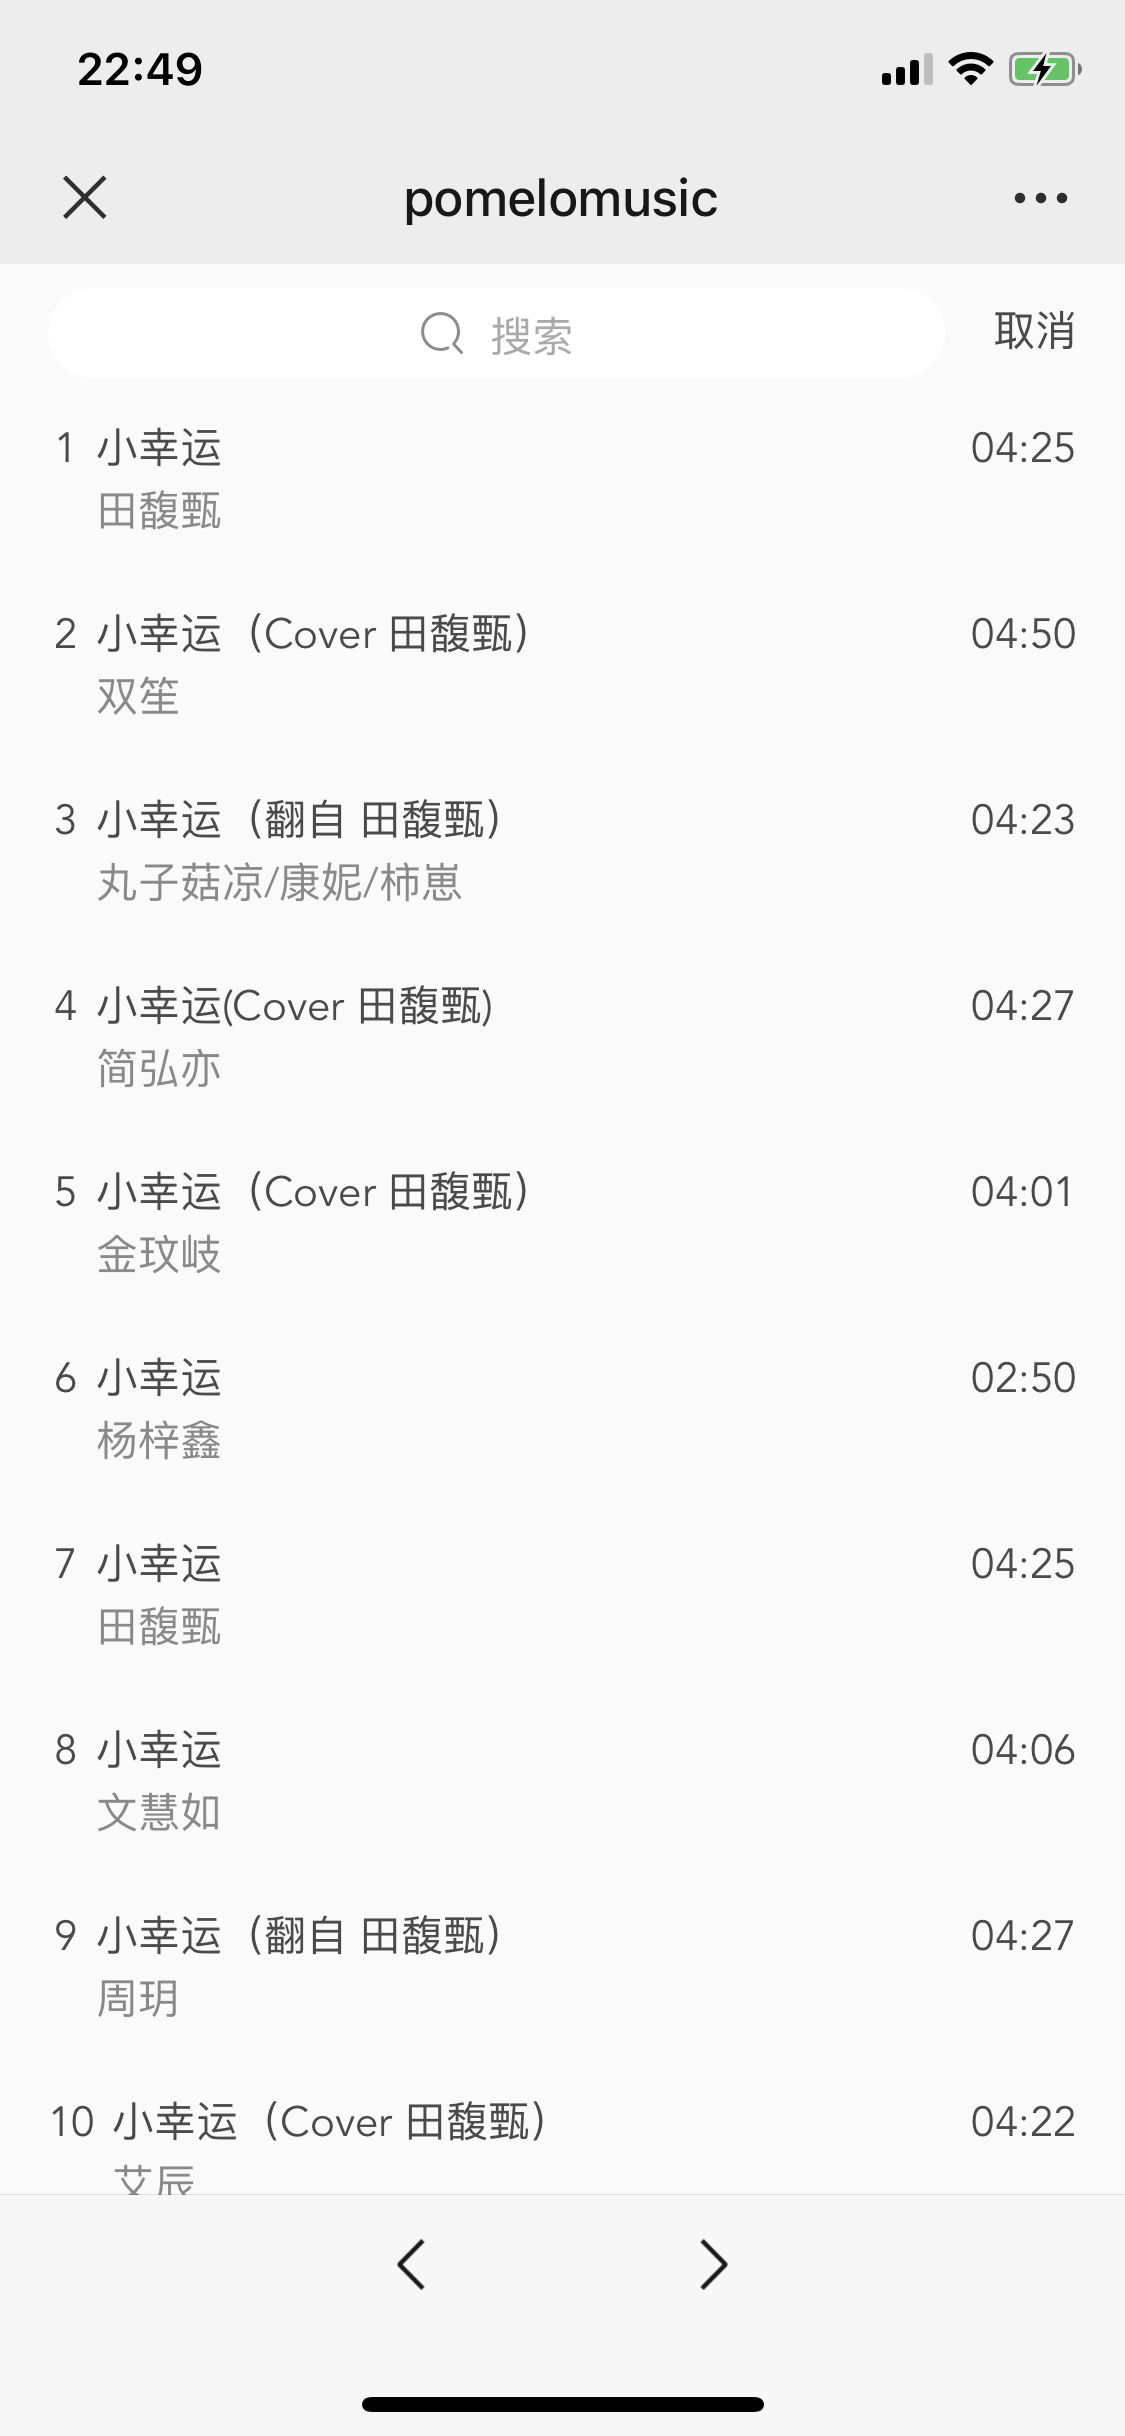 22:49
pomelomusic
搜索 取消
1 小幸运 04:25
田馥甄
2 小幸运（Cover 田馥甄） 04:50
双笙
3 小幸运（翻自 田馥甄） 04:23
丸子菇凉/康妮/柿崽
4 小幸运(Cover 田馥甄) 04:27
简弘亦
5 小幸运（Cover 田馥甄） 04:01
金玟岐
6 小幸运 02:50
杨梓鑫
7 小幸运 04:25
田馥甄
8 小幸运 04:06
文慧如
9 小幸运（翻自 田馥甄） 04:27
周玥
10 小幸运（Cover 田馥甄） 04:22
艾辰